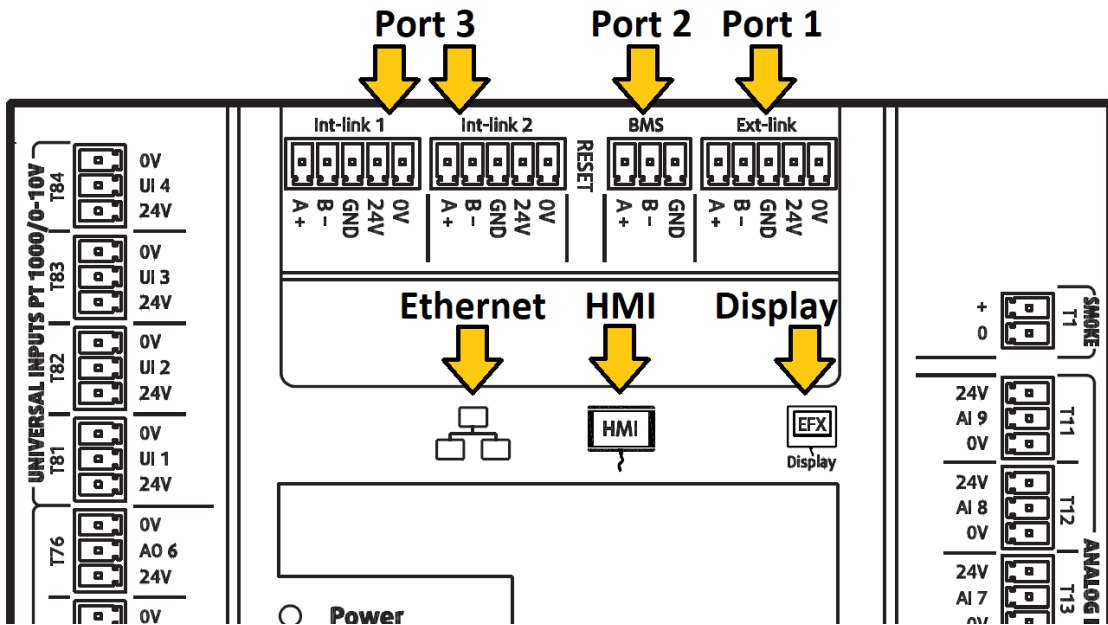 Port 3
Port 2
Port 1
Int-link 1
Int-link 2
BMS
Ext-link
RESET
A +
B -
GND
24V
0V
A +
B -
GND
24V
0V
A +
B -
GND
A +
B -
GND
24V
0V
UNIVERSAL INPUTS PT 1000/0-10V
T84
0V
UI 4
24V
T83
0V
UI 3
24V
T82
0V
UI 2
24V
T81
0V
UI 1
24V
T76
0V
AO 6
24V
0V
Ethernet
HMI
Display
HMI
EFX
Display
Power
+
0
T1
SMOKE
24V
AI 9
0V
T11
24V
AI 8
0V
T12
24V
AI 7
0V
T13
ANALOG